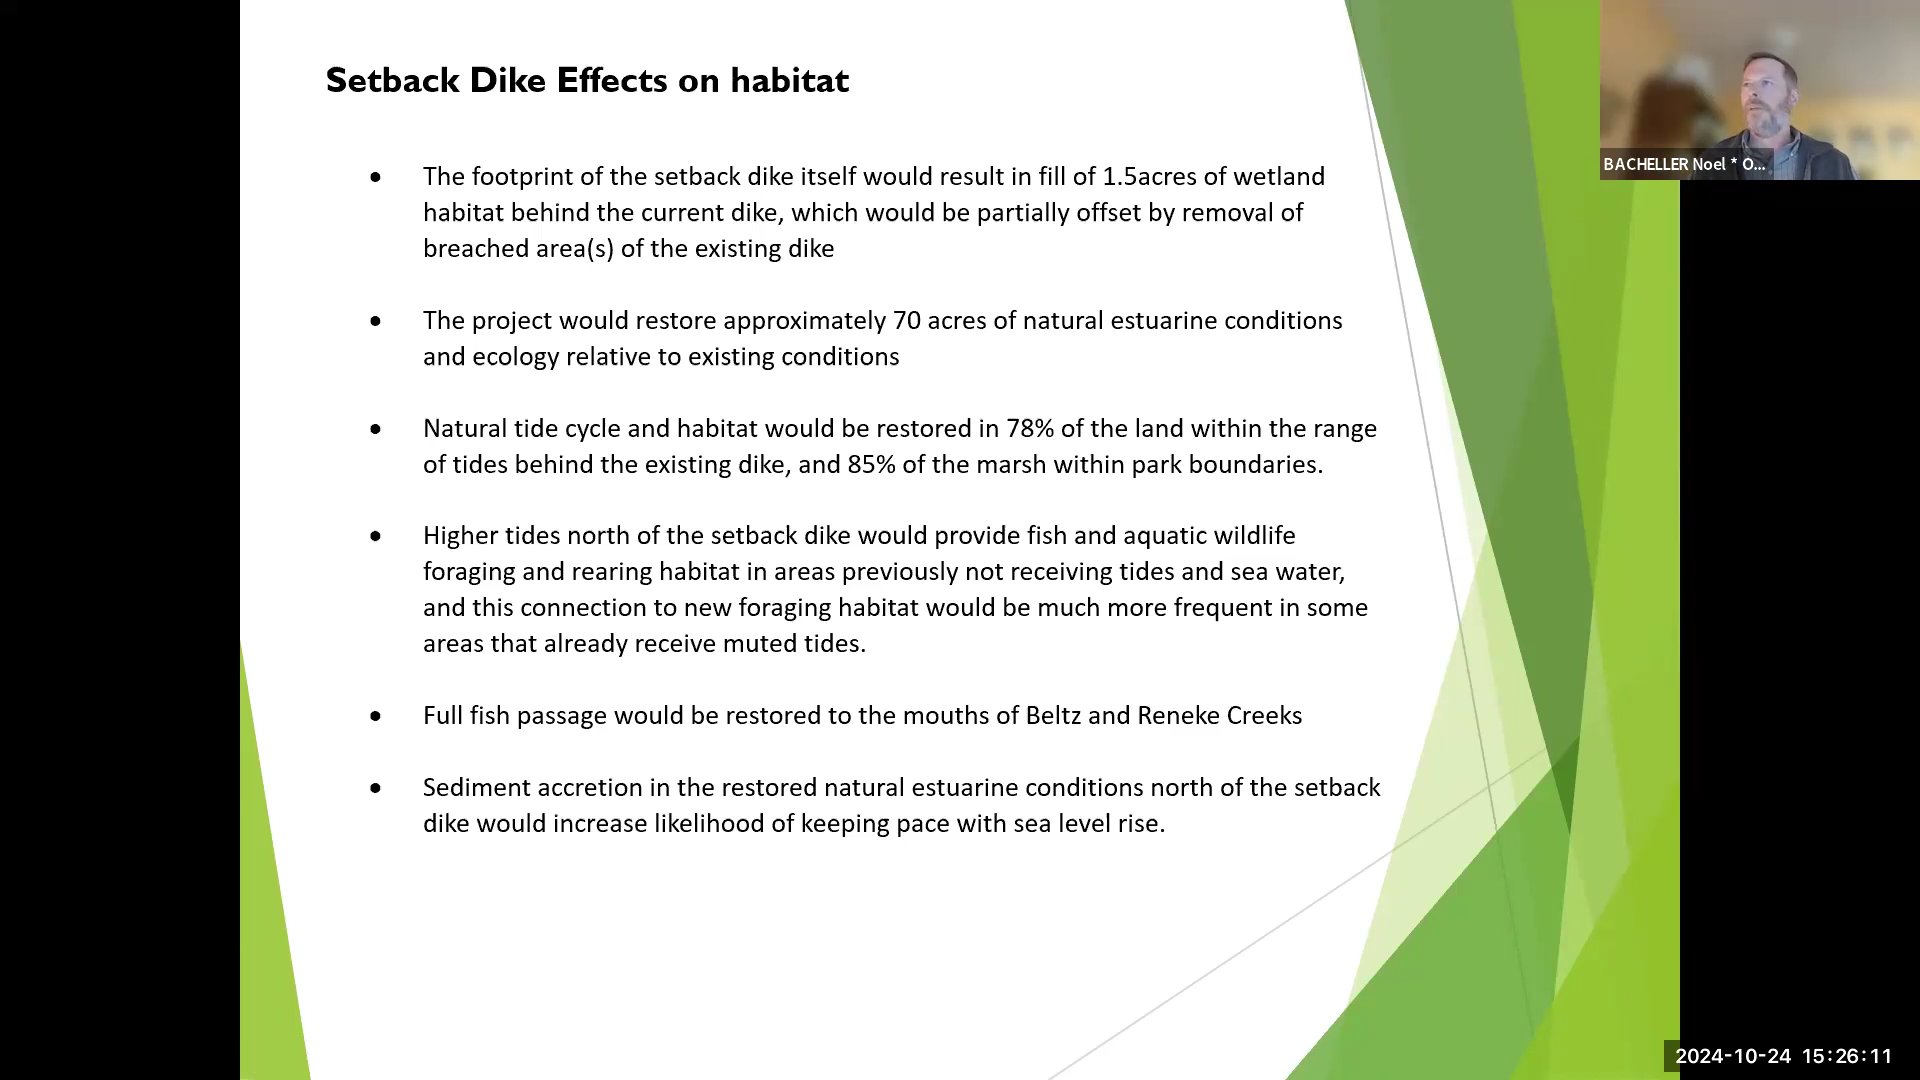 Setback Dike Effects on habitat
BACHELLER Noel * O...
• The footprint of the setback dike itself would result in fill of 1.5acres of wetland
habitat behind the current dike, which would be partially offset by removal of
breached area(s) of the existing dike
• The project would restore approximately 70 acres of natural estuarine conditions
and ecology relative to existing conditions
• Natural tide cycle and habitat would be restored in 78% of the land within the range
of tides behind the existing dike, and 85% of the marsh within park boundaries.
• Higher tides north of the setback dike would provide fish and aquatic wildlife
foraging and rearing habitat in areas previously not receiving tides and sea water,
and this connection to new foraging habitat would be much more frequent in some
areas that already receive muted tides.
• Full fish passage would be restored to the mouths of Beltz and Reneke Creeks
• Sediment accretion in the restored natural estuarine conditions north of the setback
dike would increase likelihood of keeping pace with sea level rise.
2024-10-24 15:26:11